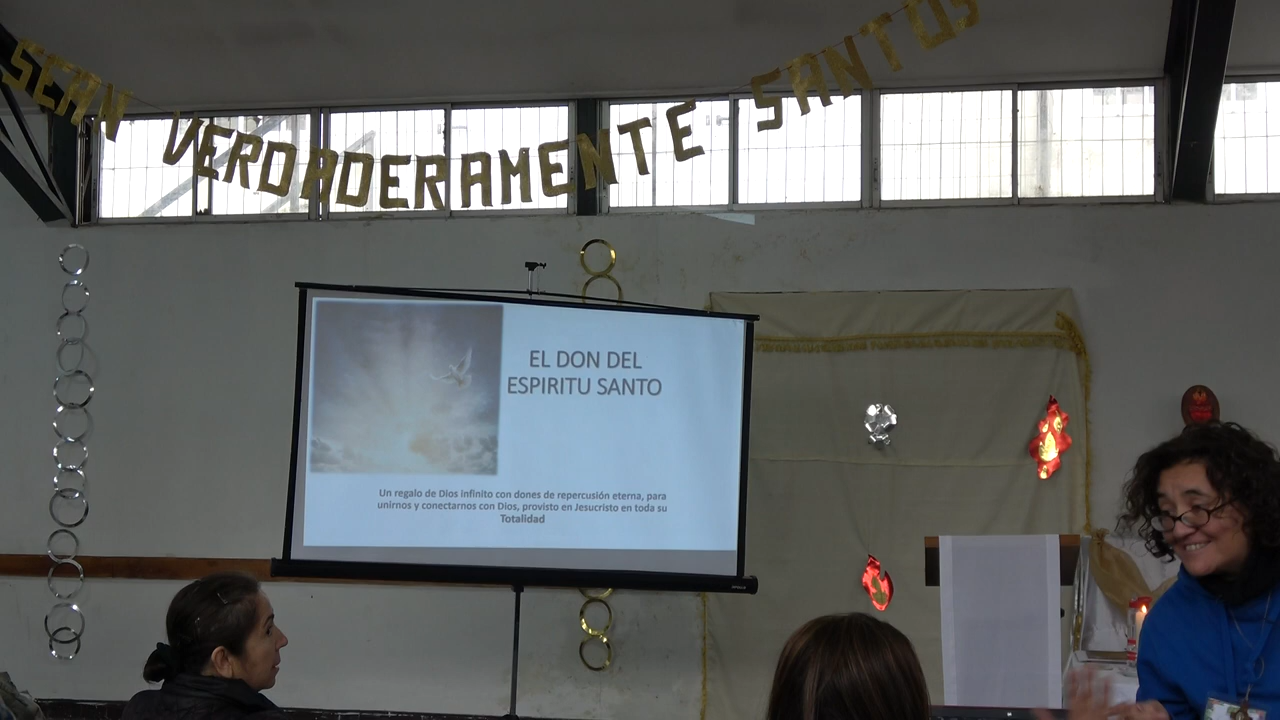 SEAN VERDADERAMENTE SANTOS
EL DON DEL
ESPIRITU SANTO
Un regalo de Dios infinito con dones de repercusión eterna, para
unirnos y conectarnos con Dios, provisto en Jesucristo en toda su
Totalidad